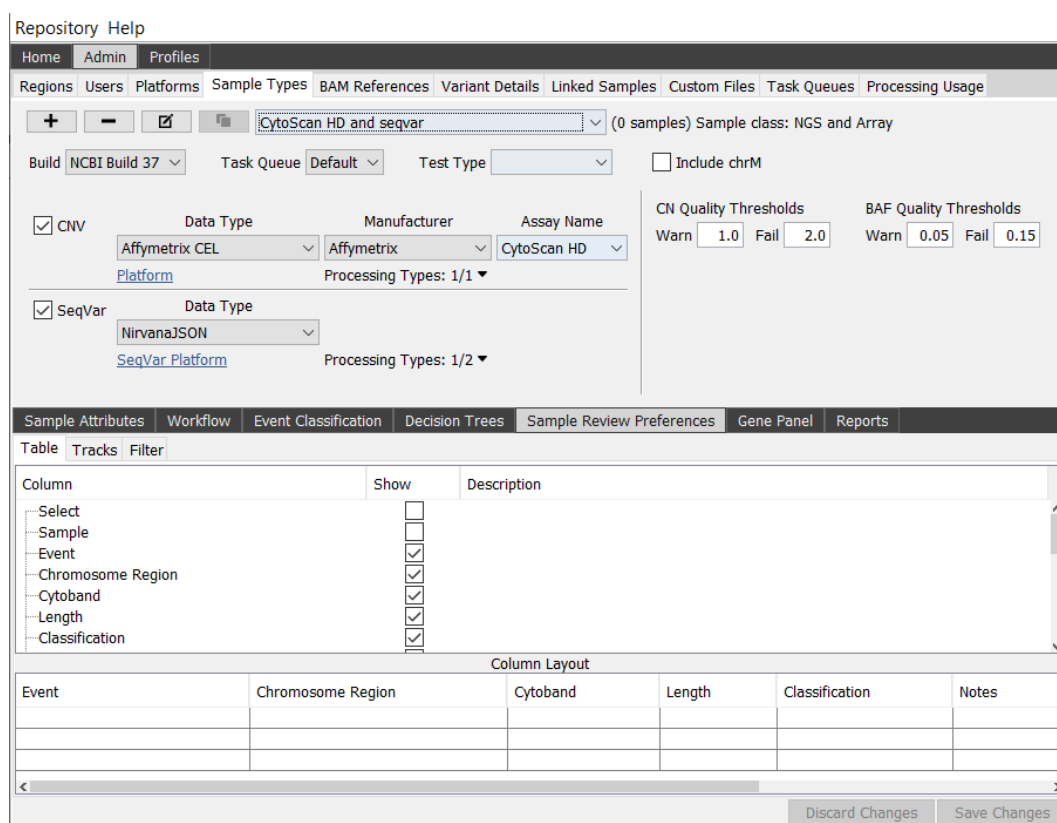 Repository Help
Home Admin Profiles
Regions Users Platforms Sample Types BAM References Variant Details Linked Samples Custom Files Task Queues Processing Usage
CytoScan HD and seqvar (0 samples) Sample class: NGS and Array
Build NCBI Build 37 Task Queue Default Test Type Include chrM
CN Quality Thresholds BAF Quality Thresholds
Warn 1.0 Fail 2.0 Warn 0.05 Fail 0.15
CNV Data Type Manufacturer Assay Name
Affymetrix CEL Affymetrix CytoScan HD
Platform Processing Types: 1/1
SeqVar Data Type
NirvanaJSON
SeqVar Platform Processing Types: 1/2
Sample Attributes Workflow Event Classification Decision Trees Sample Review Preferences Gene Panel Reports
Table Tracks Filter
Column Show Description
Select
Sample
Event
Chromosome Region
Cytoband
Length
Classification
Column Layout
Event Chromosome Region Cytoband Length Classification Notes
Discard Changes Save Changes